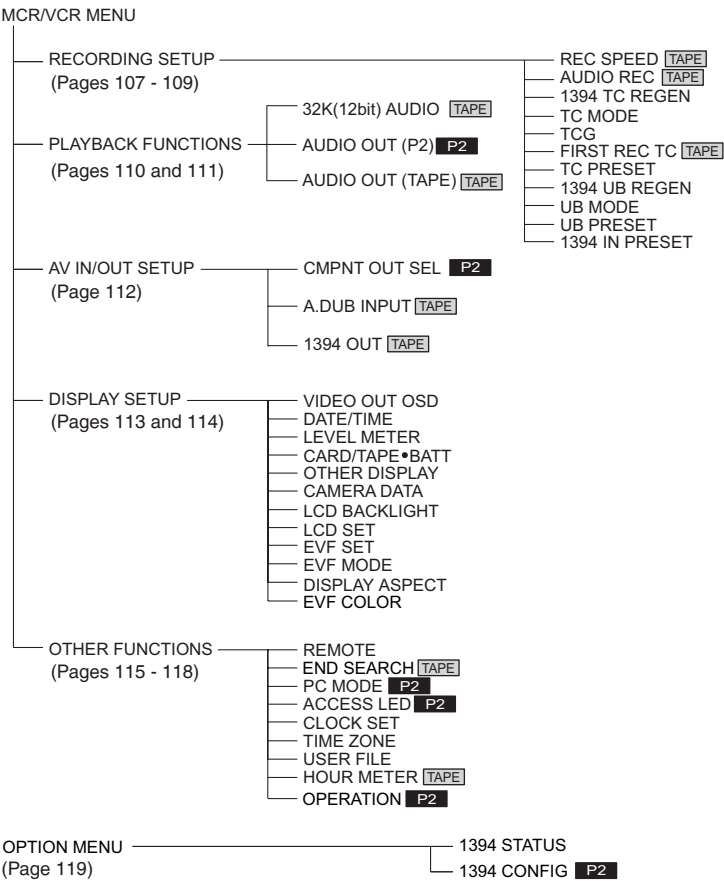 MCR/VCR MENU
RECORDING SETUP
(Pages 107 - 109)
REC SPEED TAPE
AUDIO REC TAPE
1394 TC REGEN
TC MODE
TCG
FIRST REC TC TAPE
TC PRESET
1394 UB REGEN
UB MODE
UB PRESET
1394 IN PRESET
PLAYBACK FUNCTIONS
(Pages 110 and 111)
32K(12bit) AUDIO TAPE
AUDIO OUT (P2) P2
AUDIO OUT (TAPE) TAPE
AV IN/OUT SETUP
(Page 112)
CMPNT OUT SEL P2
A.DUB INPUT TAPE
1394 OUT TAPE
DISPLAY SETUP
(Pages 113 and 114)
VIDEO OUT OSD
DATE/TIME
LEVEL METER
CARD/TAPE•BATT
OTHER DISPLAY
CAMERA DATA
LCD BACKLIGHT
LCD SET
EVF SET
EVF MODE
DISPLAY ASPECT
EVF COLOR
OTHER FUNCTIONS
(Pages 115 - 118)
REMOTE
END SEARCH TAPE
PC MODE P2
ACCESS LED P2
CLOCK SET
TIME ZONE
USER FILE
HOUR METER TAPE
OPERATION P2
OPTION MENU
(Page 119)
1394 STATUS
1394 CONFIG P2